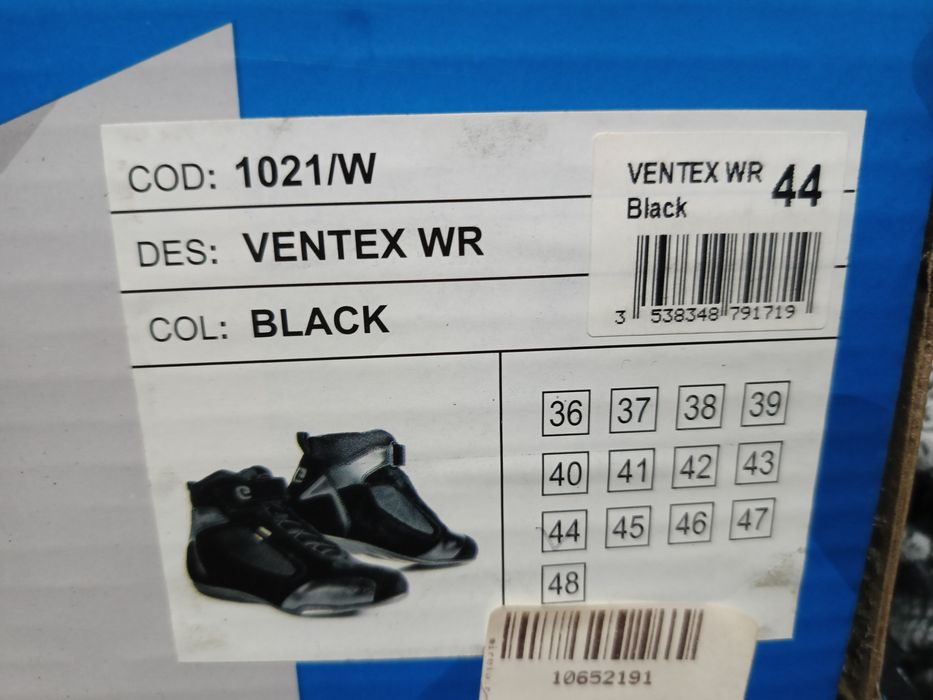 COD: 1021/W
DES: VENTEX WR
COL: BLACK
VENTEX WR 44
Black
3 538348 791719
36 37 38 39
40 41 42 43
44 45 46 47
48
10652191